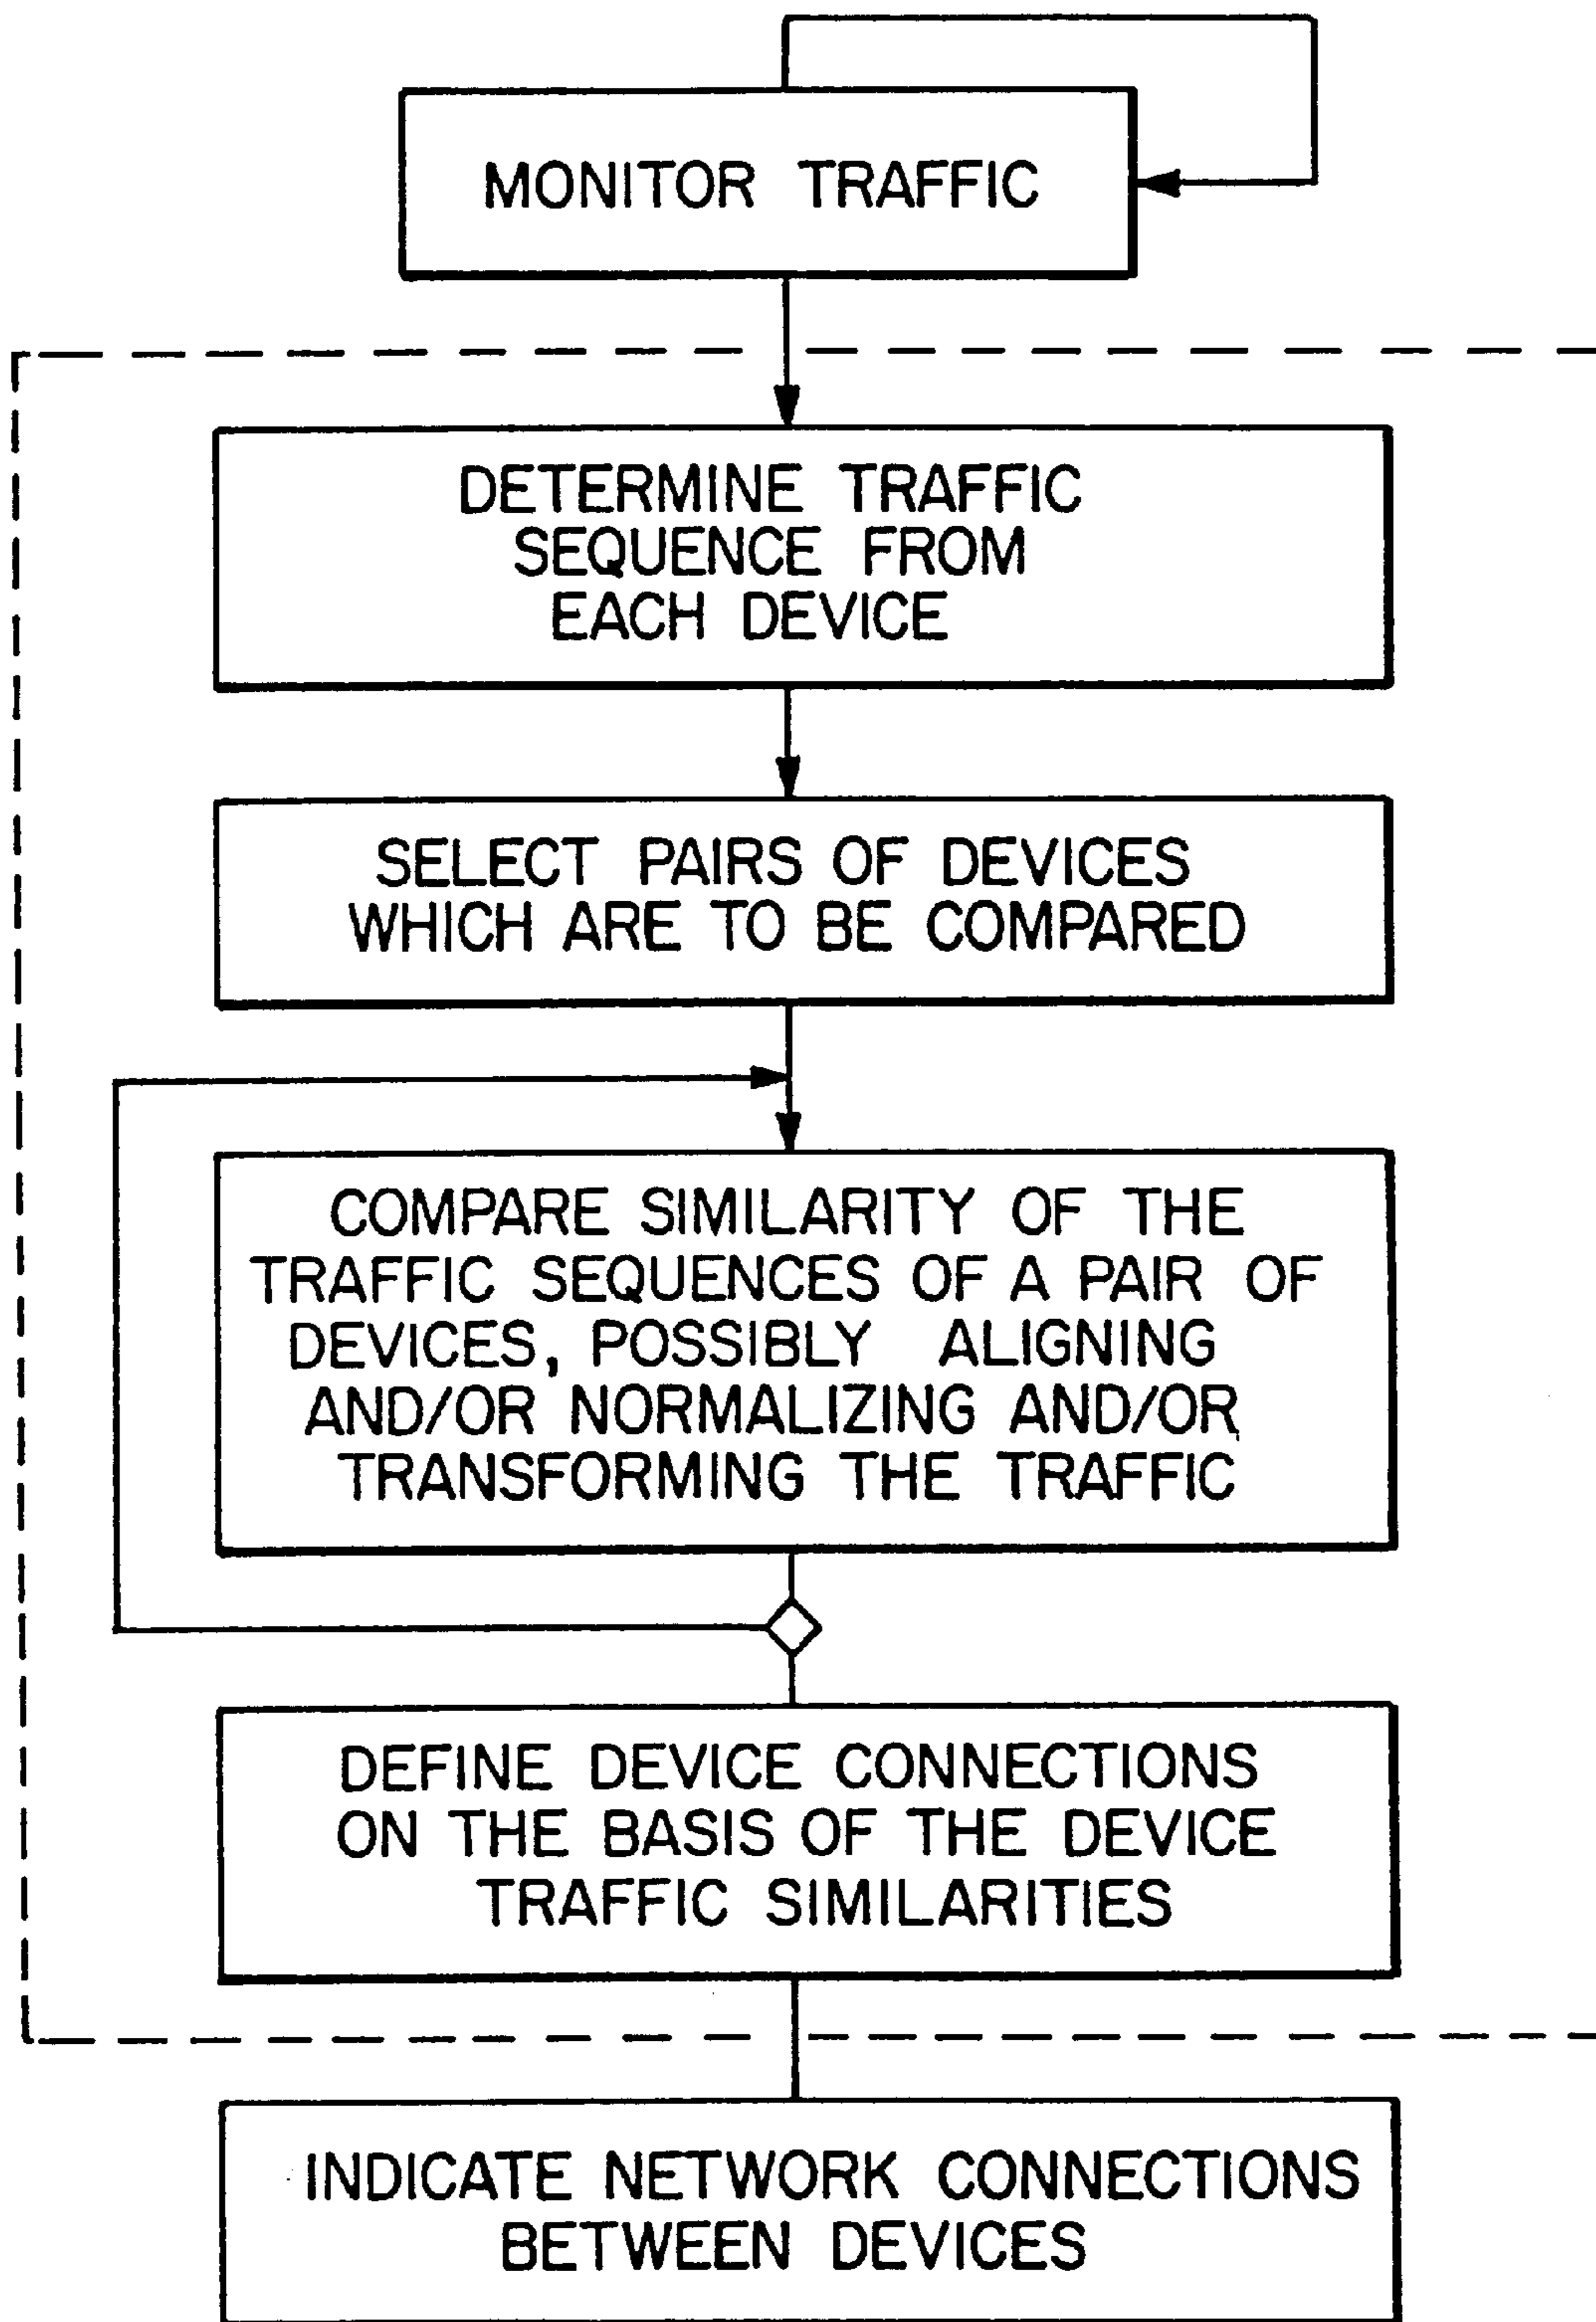 MONITOR TRAFFIC
DETERMINE TRAFFIC
SEQUENCE FROM
EACH DEVICE
SELECT PAIRS OF DEVICES
WHICH ARE TO BE COMPARED
COMPARE SIMILARITY OF THE
TRAFFIC SEQUENCES OF A PAIR OF
DEVICES, POSSIBLY ALIGNING
AND/OR NORMALIZING AND/OR
TRANSFORMING THE TRAFFIC
DEFINE DEVICE CONNECTIONS
ON THE BASIS OF THE DEVICE
TRAFFIC SIMILARITIES
INDICATE NETWORK CONNECTIONS
BETWEEN DEVICES